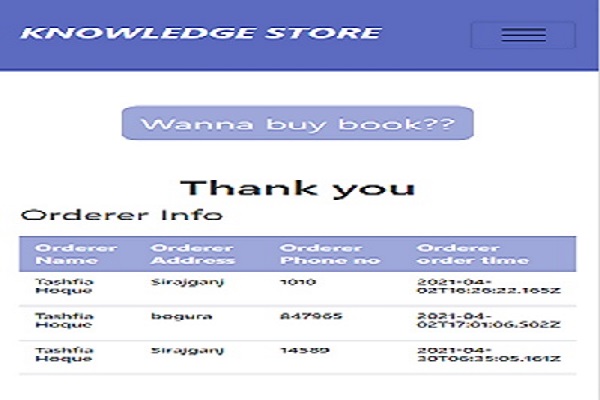 KNOWLEDGE STORE
Wanna buy book??
Thank you
Orderer Info
Orderer Name Orderer Address Orderer Phone no Orderer order time
Tashfia Hoque Sirajganj 1010 2021-04-02T16:26:22.165Z
Tashfia Hoque bogura 847965 2021-04-02T17:01:06.502Z
Tashfia Hoque Sirajganj 14589 2021-04-30T06:35:05.161Z